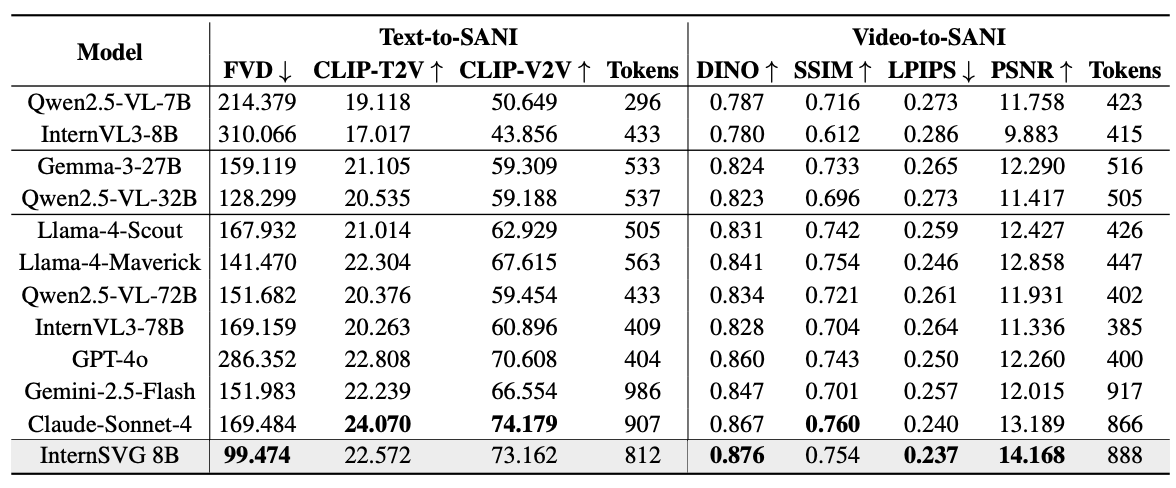 Model Text-to-SANI Video-to-SANI
FVD ↓ CLIP-T2V ↑ CLIP-V2V ↑ Tokens DINO ↑ SSIM ↑ LPIPS ↓ PSNR ↑ Tokens
Qwen2.5-VL-7B 214.379 19.118 50.649 296 0.787 0.716 0.273 11.758 423
InternVL3-8B 310.066 17.017 43.856 433 0.780 0.612 0.286 9.883 415
Gemma-3-27B 159.119 21.105 59.309 533 0.824 0.733 0.265 12.290 516
Qwen2.5-VL-32B 128.299 20.535 59.188 537 0.823 0.696 0.273 11.417 505
Llama-4-Scout 167.932 21.014 62.929 505 0.831 0.742 0.259 12.427 426
Llama-4-Maverick 141.470 22.304 67.615 563 0.841 0.754 0.246 12.858 447
Qwen2.5-VL-72B 151.682 20.376 59.454 433 0.834 0.721 0.261 11.931 402
InternVL3-78B 169.159 20.263 60.896 409 0.828 0.704 0.264 11.336 385
GPT-4o 286.352 22.808 70.608 404 0.860 0.743 0.250 12.260 400
Gemini-2.5-Flash 151.983 22.239 66.554 986 0.847 0.701 0.257 12.015 917
Claude-Sonnet-4 169.484 24.070 74.179 907 0.867 0.760 0.240 13.189 866
InternSVG 8B 99.474 22.572 73.162 812 0.876 0.754 0.237 14.168 888